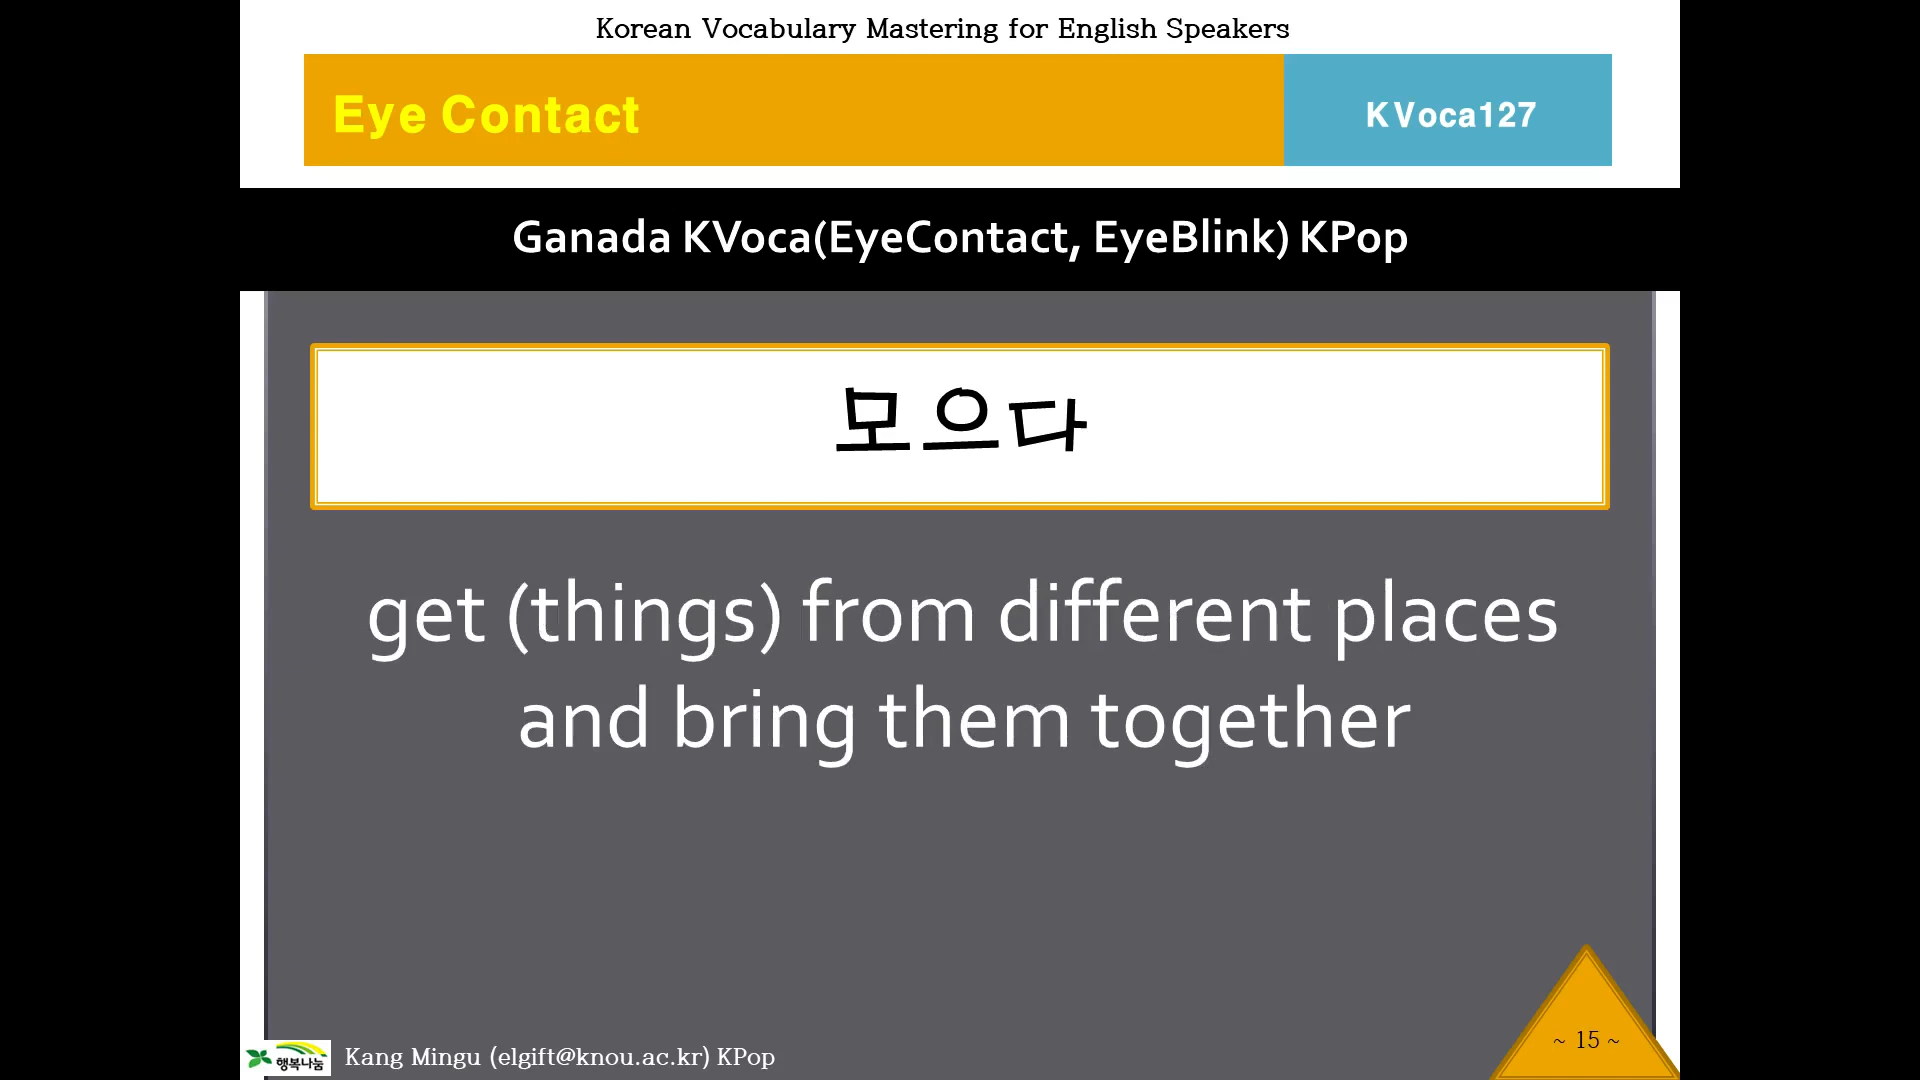 Korean Vocabulary Mastering for English Speakers
Eye Contact
KVoca127
Ganada KVoca(EyeContact, EyeBlink) KPop
모으다
get (things) from different places
and bring them together
행복나눔
Kang Mingu (elgift@knou.ac.kr) KPop
~ 15 ~